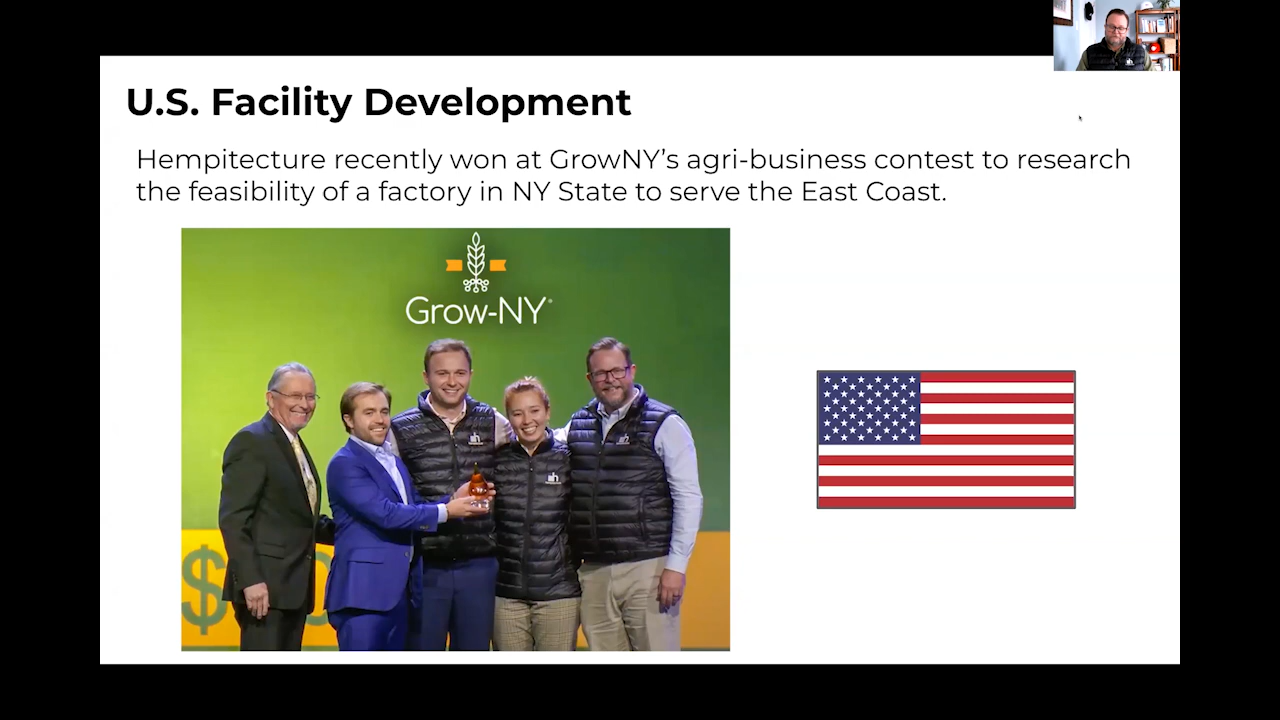 U.S. Facility Development
Hempitecture recently won at GrowNY's agri-business contest to research
the feasibility of a factory in NY State to serve the East Coast.
Grow-NY®
$